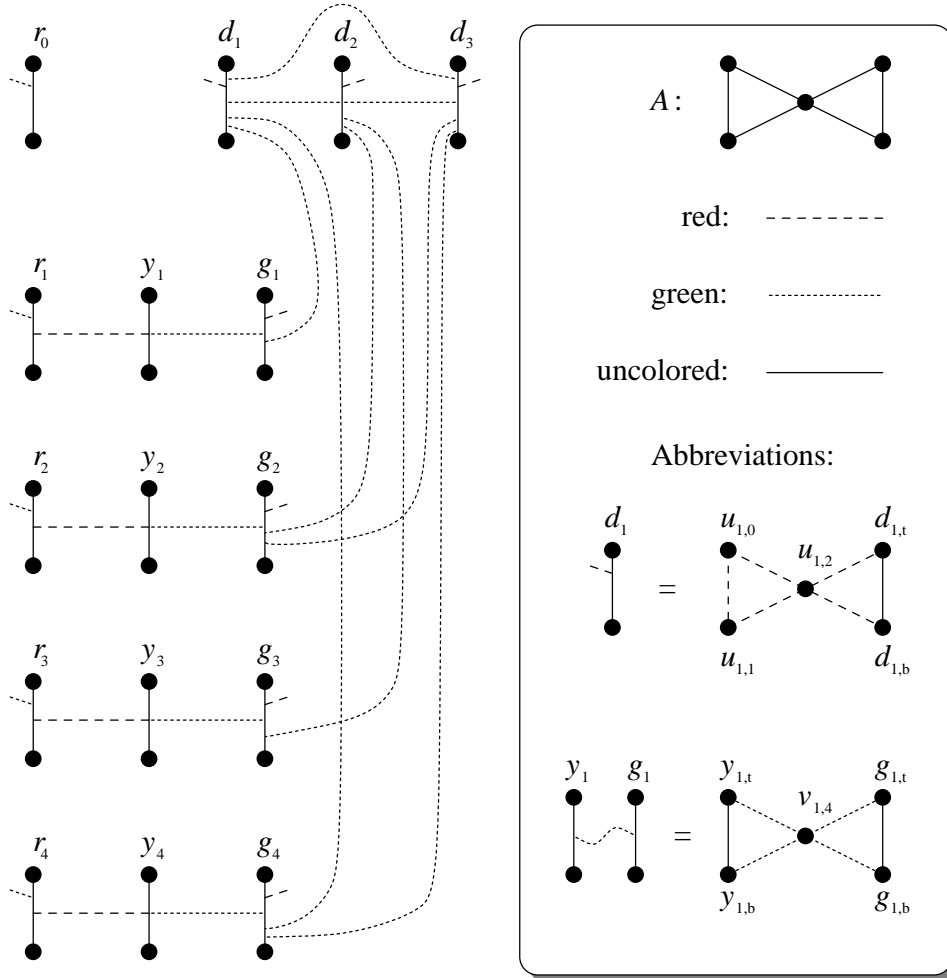 r₀ d₁ d₂ d₃
r₁ y₁ g₁
r₂ y₂ g₂
r₃ y₃ g₃
r₄ y₄ g₄
A:
red:
green:
uncolored:
Abbreviations:
d₁ u₁,₀ u₁,₂ d₁,t
=
u₁,₁ d₁,b
y₁ g₁ y₁,t v₁,₄ g₁,t
=
y₁,b g₁,b